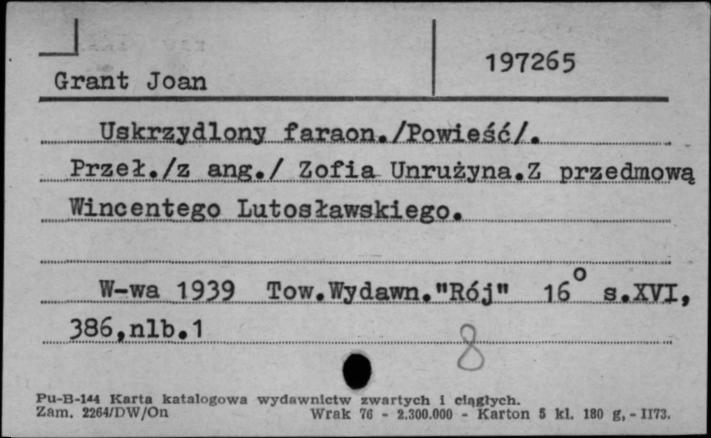 197265
Grant Joan
Uskrzydlony faraon./Powieść/.
Przeł./z ang./ Zofia Unrużyna.Z przedmową
Wincentego Lutosławskiego.
W-wa 1939 Tow.Wydawn."Rój" 16° s.XVI,
386,nlb.1
8
Pu-B-144 Karta katalogowa wydawnictw zwartych i ciągłych.
Zam. 2264/DW/On Wrak 76 - 2.300.000 - Karton 5 kl. 180 g, - II73.